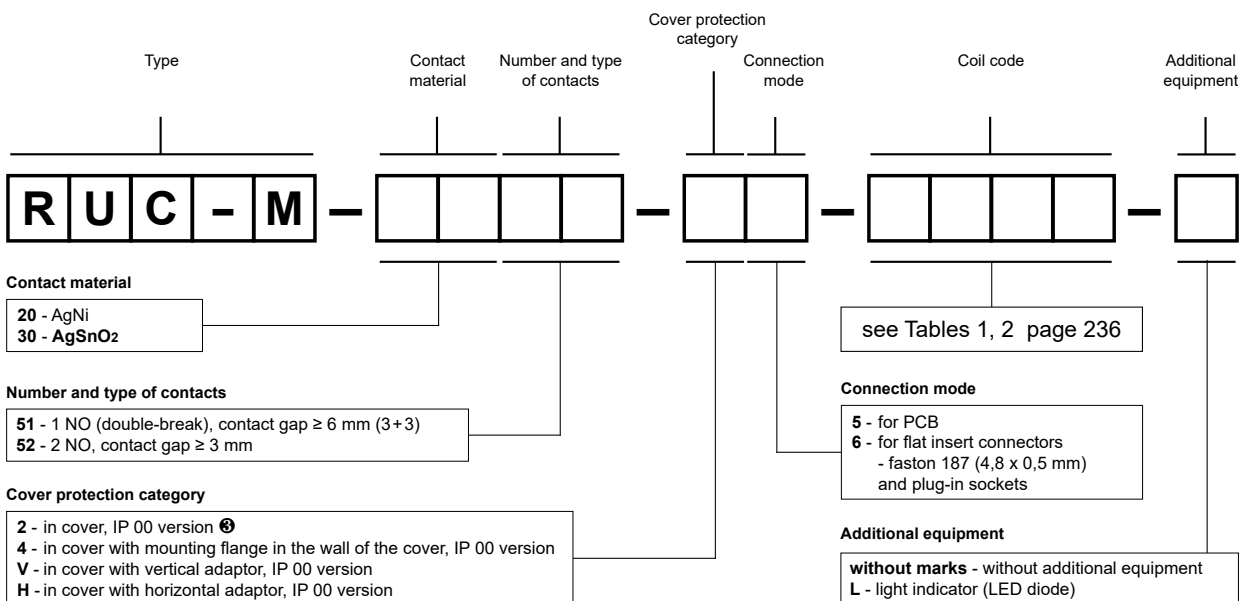 Cover protection
category
Type
Contact
material
Number and type
of contacts
Connection
mode
Coil code
Additional
equipment
R U C - M – – – –
Contact material
20 - AgNi
30 - AgSnO2
see Tables 1, 2 page 236
Number and type of contacts
51 - 1 NO (double-break), contact gap ≥ 6 mm (3+3)
52 - 2 NO, contact gap ≥ 3 mm
Connection mode
5 - for PCB
6 - for flat insert connectors
- faston 187 (4,8 x 0,5 mm)
and plug-in sockets
Cover protection category
2 - in cover, IP 00 version ❸
4 - in cover with mounting flange in the wall of the cover, IP 00 version
V - in cover with vertical adaptor, IP 00 version
H - in cover with horizontal adaptor, IP 00 version
Additional equipment
without marks - without additional equipment
L - light indicator (LED diode)